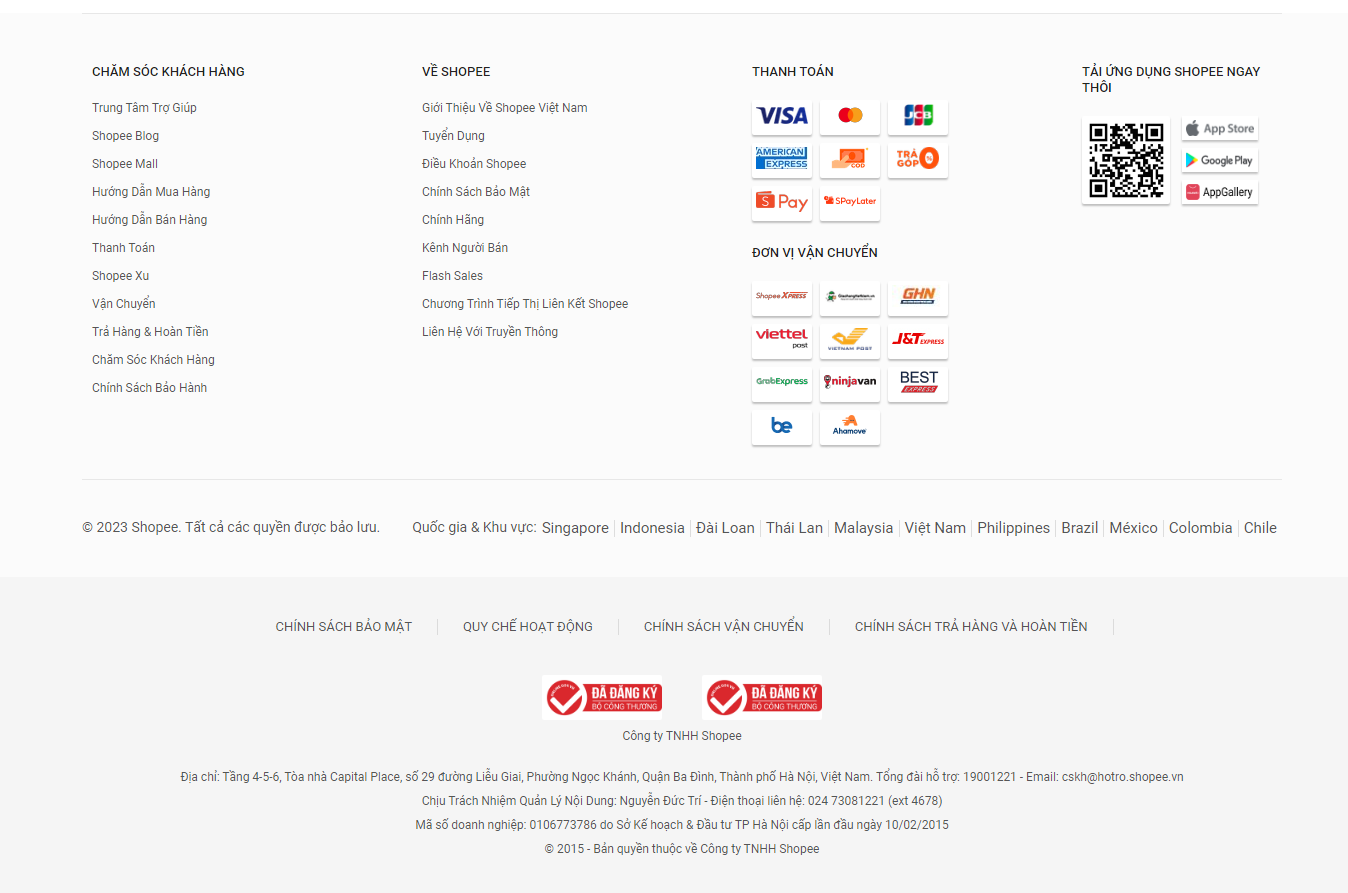 CHĂM SÓC KHÁCH HÀNG
Trung Tâm Trợ Giúp
Shopee Blog
Shopee Mall
Hướng Dẫn Mua Hàng
Hướng Dẫn Bán Hàng
Thanh Toán
Shopee Xu
Vận Chuyển
Trả Hàng & Hoàn Tiền
Chăm Sóc Khách Hàng
Chính Sách Bảo Hành
VỀ SHOPEE
Giới Thiệu Về Shopee Việt Nam
Tuyển Dụng
Điều Khoản Shopee
Chính Sách Bảo Mật
Chính Hãng
Kênh Người Bán
Flash Sales
Chương Trình Tiếp Thị Liên Kết Shopee
Liên Hệ Với Truyền Thông
THANH TOÁN
VISA
JCB
AMERICAN
EXPRESS
COD
TRẢ
GÓP 0%
S Pay
SPayLater
ĐƠN VỊ VẬN CHUYỂN
Shopee XPRESS
GHN
viettel
post
VIETNAM POST
J&T EXPRESS
GrabExpress
ninjavan
BEST
EXPRESS
be
Ahamove
TẢI ỨNG DỤNG SHOPEE NGAY
THÔI
App Store
Google Play
AppGallery
© 2023 Shopee. Tất cả các quyền được bảo lưu.
Quốc gia & Khu vực: Singapore Indonesia Đài Loan Thái Lan Malaysia Việt Nam Philippines Brazil México Colombia Chile
CHÍNH SÁCH BẢO MẬT
QUY CHẾ HOẠT ĐỘNG
CHÍNH SÁCH VẬN CHUYỂN
CHÍNH SÁCH TRẢ HÀNG VÀ HOÀN TIỀN
ĐÃ ĐĂNG KÝ
BỘ CÔNG THƯƠNG
ĐÃ ĐĂNG KÝ
BỘ CÔNG THƯƠNG
Công ty TNHH Shopee
Địa chỉ: Tầng 4-5-6, Tòa nhà Capital Place, số 29 đường Liễu Giai, Phường Ngọc Khánh, Quận Ba Đình, Thành phố Hà Nội, Việt Nam. Tổng đài hỗ trợ: 19001221 - Email: cskh@hotro.shopee.vn
Chịu Trách Nhiệm Quản Lý Nội Dung: Nguyễn Đức Trí - Điện thoại liên hệ: 024 73081221 (ext 4678)
Mã số doanh nghiệp: 0106773786 do Sở Kế hoạch & Đầu tư TP Hà Nội cấp lần đầu ngày 10/02/2015
© 2015 - Bản quyền thuộc về Công ty TNHH Shopee